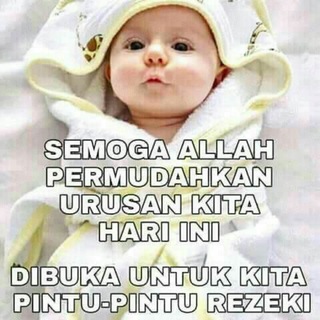 SEMOGA ALLAH
PERMUDAHKAN
URUSAN KITA
HARI INI
DIBUKA UNTUK KITA
PINTU-PINTU REZEKI